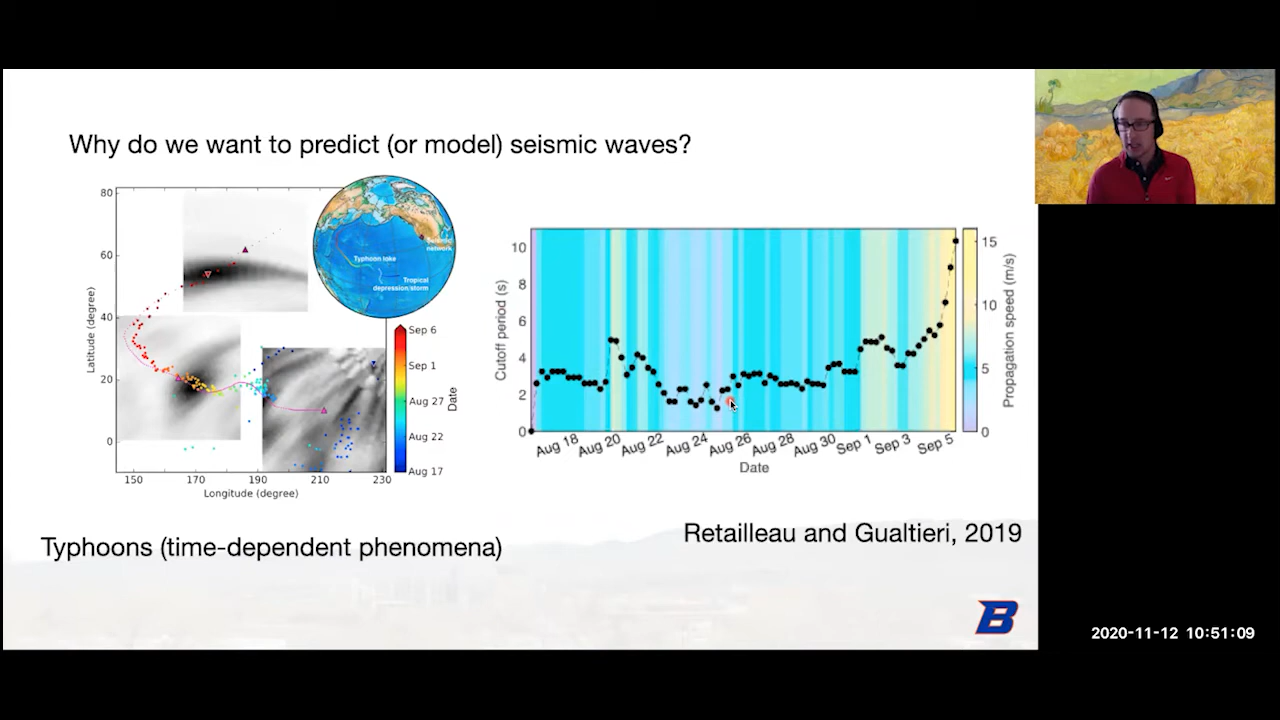 Why do we want to predict (or model) seismic waves?
80
60
40
20
0
Latitude (degree)
150
170
190
210
230
Longitude (degree)
Seismic
network
Typhoon Ioke
Tropical
depression/storm
Sep 6
Sep 1
Aug 27
Aug 22
Aug 17
Date
10
8
6
4
2
0
Cutoff period (s)
Aug 18
Aug 20
Aug 22
Aug 24
Aug 26
Aug 28
Aug 30
Sep 1
Sep 3
Sep 5
Date
15
10
5
0
Propagation speed (m/s)
Typhoons (time-dependent phenomena)
Retailleau and Gualtieri, 2019
B
2020-11-12 10:51:09